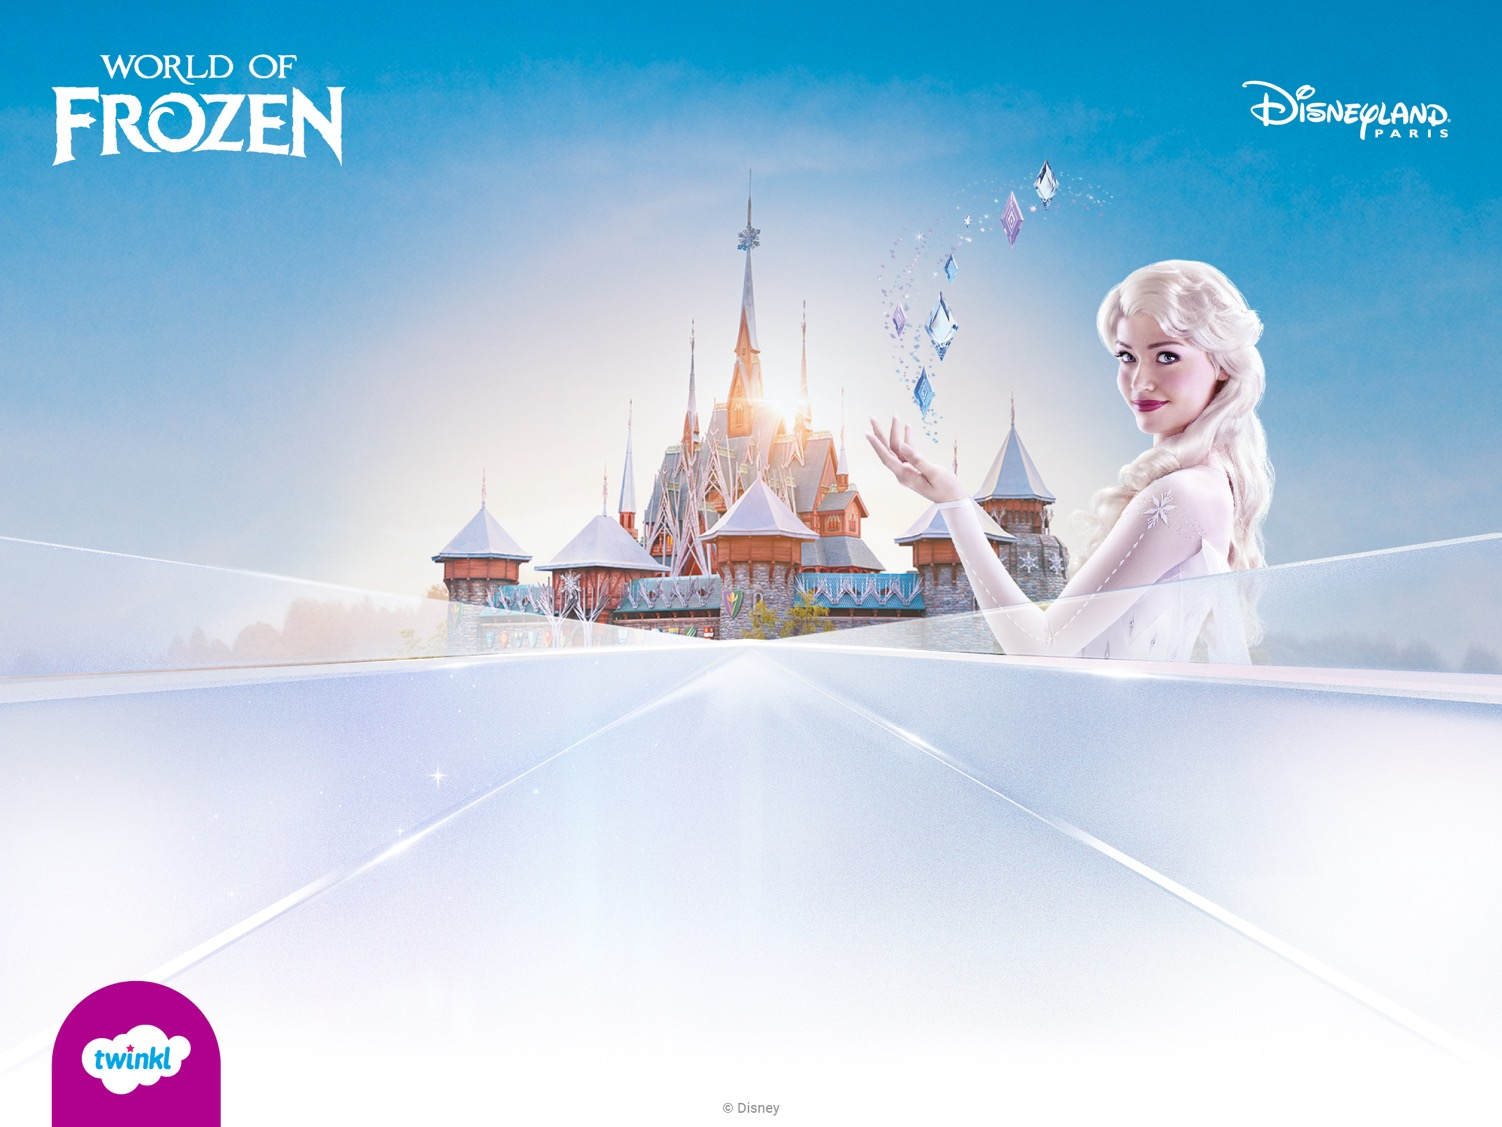 WORLD OF
FROZEN
DISNEYLAND
PARIS
twinkl
© Disney